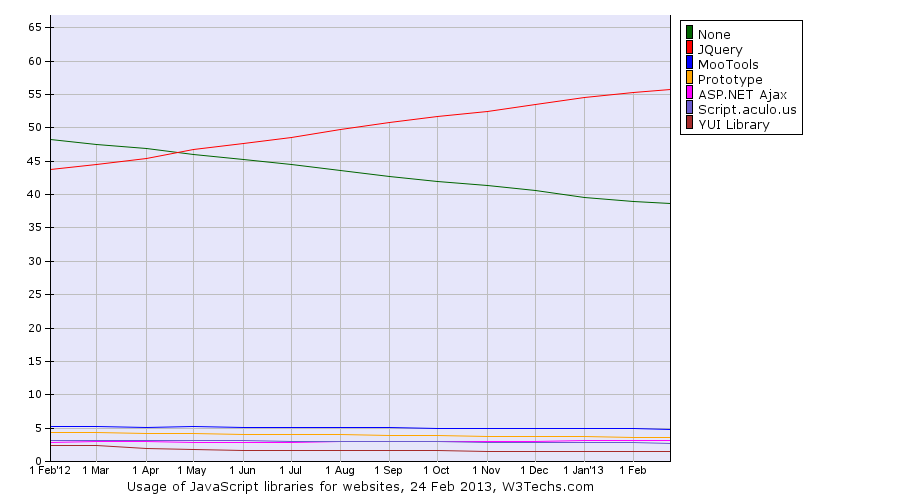 65
60
55
50
45
40
35
30
25
20
15
10
5
0
1 Feb'12 1 Mar 1 Apr 1 May 1 Jun 1 Jul 1 Aug 1 Sep 1 Oct 1 Nov 1 Dec 1 Jan'13 1 Feb
Usage of JavaScript libraries for websites, 24 Feb 2013, W3Techs.com
None
JQuery
MooTools
Prototype
ASP.NET Ajax
Script.aculo.us
YUI Library